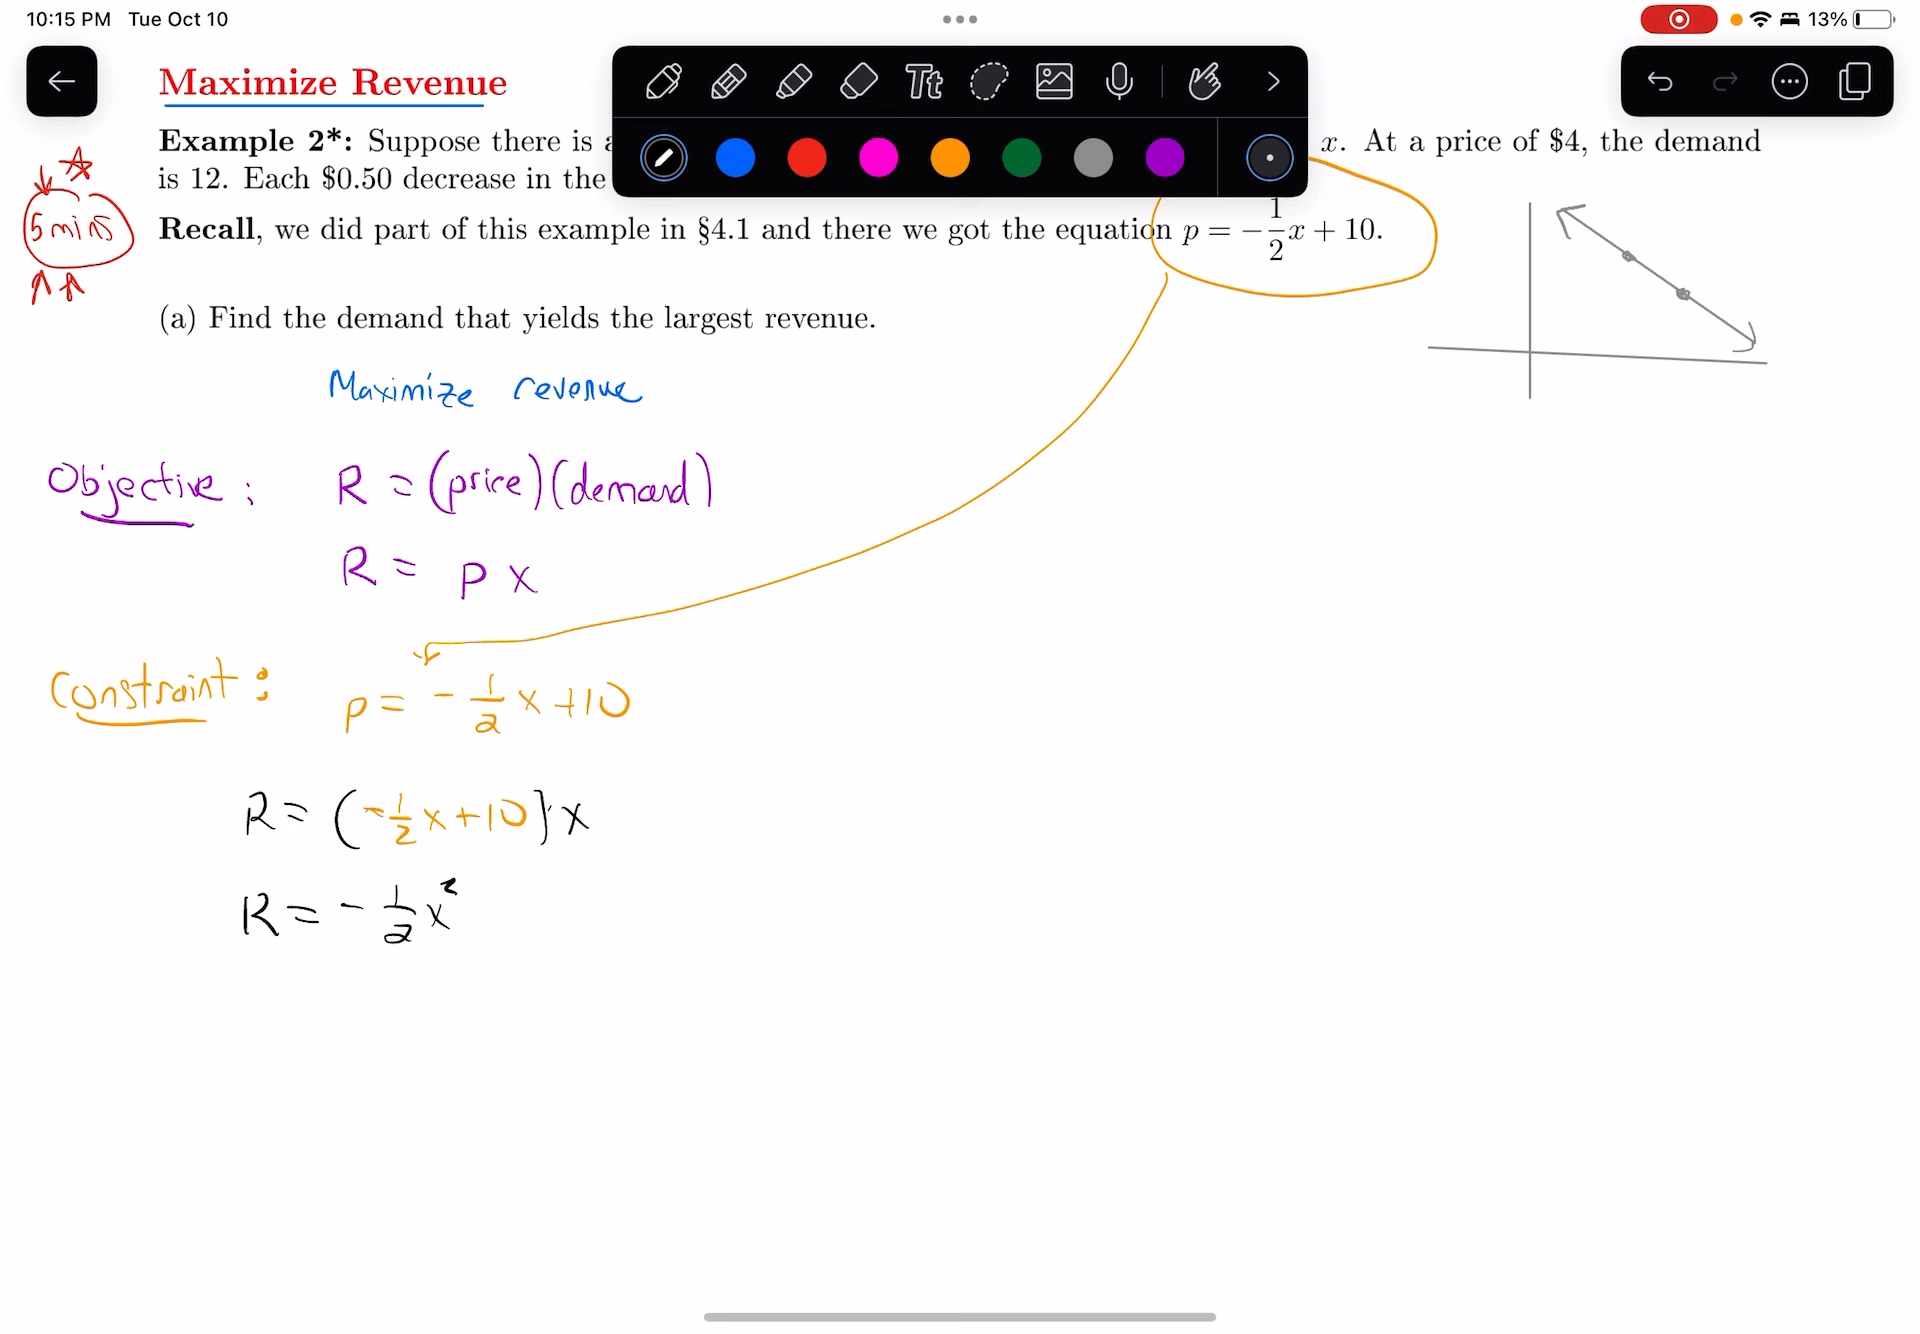 10:15 PM Tue Oct 10
13%
Maximize Revenue
Tt
Example 2*: Suppose there is
x. At a price of $4, the demand
is 12. Each $0.50 decrease in the
5 mins
Recall, we did part of this example in §4.1 and there we got the equation p = −1/2x + 10.
(a) Find the demand that yields the largest revenue.
Maximize revenue
Objective: R = (price)(demand)
R = p x
Constraint: p = - 1/2 x + 10
R = (-1/2 x + 10)·x
R = - 1/2 x²